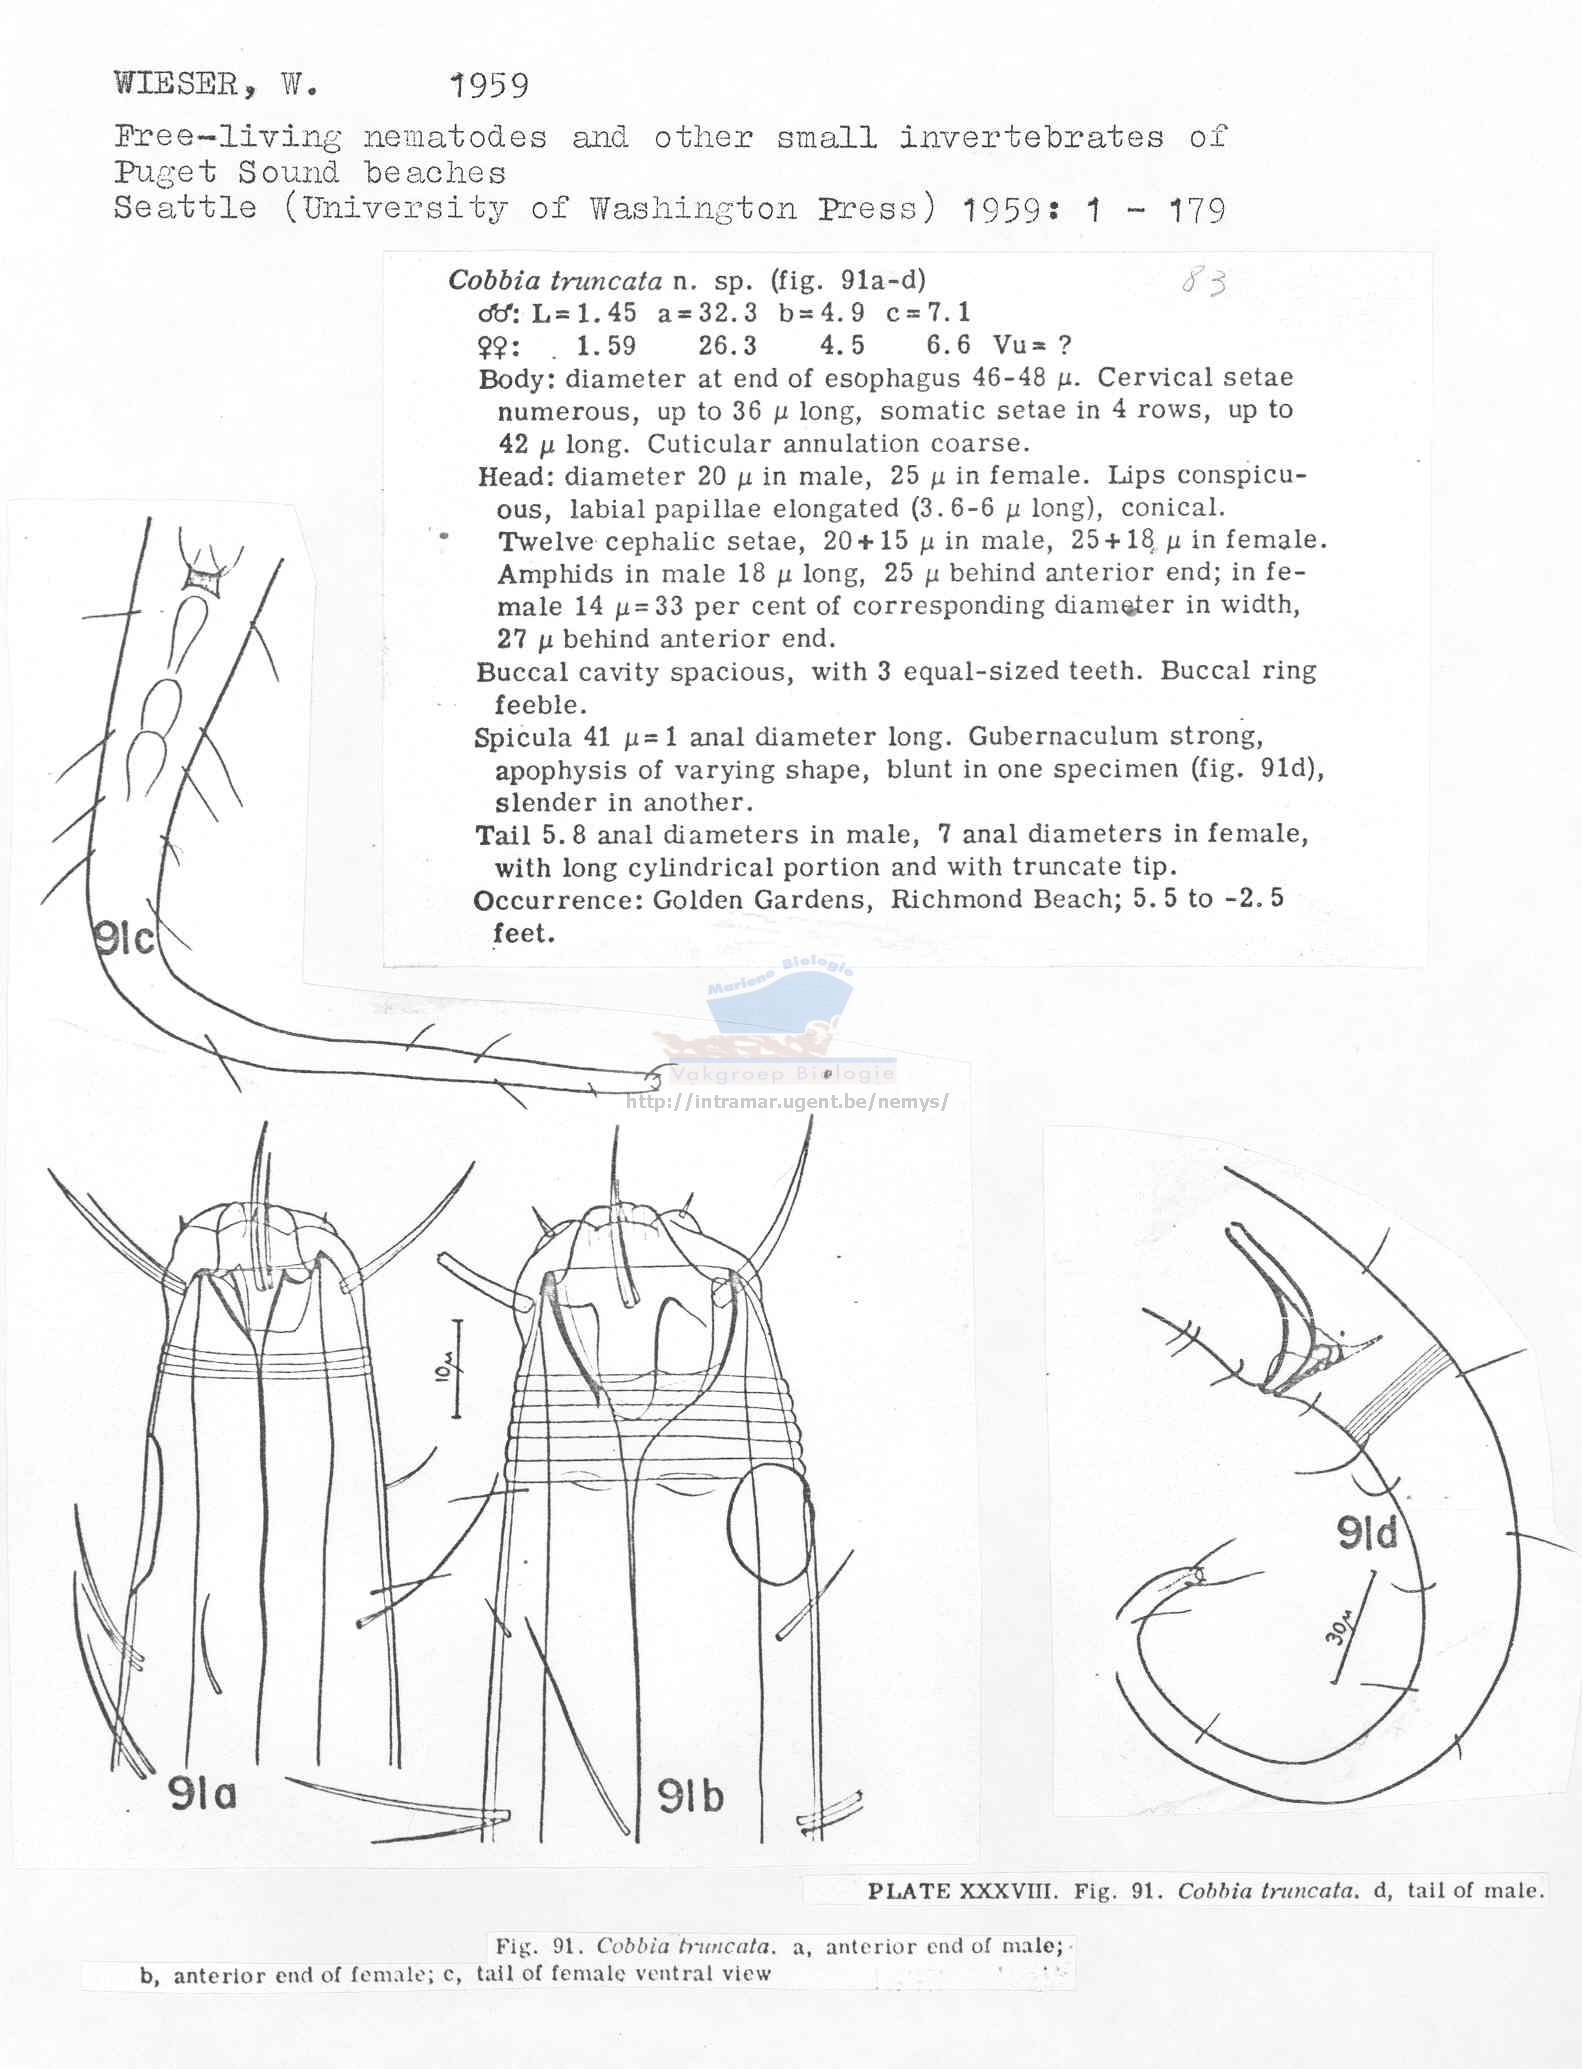 WIESER, W. 1959
Free-living nematodes and other small invertebrates of
Puget Sound beaches
Seattle (University of Washington Press) 1959: 1 - 179
Cobbia truncata n. sp. (fig. 91a-d) 83
♂♂: L=1.45 a=32.3 b=4.9 c=7.1
♀♀: 1.59 26.3 4.5 6.6 Vu= ?
Body: diameter at end of esophagus 46-48 µ. Cervical setae
numerous, up to 36 µ long, somatic setae in 4 rows, up to
42 µ long. Cuticular annulation coarse.
Head: diameter 20 µ in male, 25 µ in female. Lips conspicu-
ous, labial papillae elongated (3.6-6 µ long), conical.
Twelve cephalic setae, 20+15 µ in male, 25+18 µ in female.
Amphids in male 18 µ long, 25 µ behind anterior end; in fe-
male 14 µ=33 per cent of corresponding diameter in width,
27 µ behind anterior end.
Buccal cavity spacious, with 3 equal-sized teeth. Buccal ring
feeble.
Spicula 41 µ=1 anal diameter long. Gubernaculum strong,
apophysis of varying shape, blunt in one specimen (fig. 91d),
slender in another.
Tail 5.8 anal diameters in male, 7 anal diameters in female,
with long cylindrical portion and with truncate tip.
Occurrence: Golden Gardens, Richmond Beach; 5.5 to -2.5
feet.
91c
Mariene Biologie
Vakgroep Biologie
http://intramar.ugent.be/nemys/
10µ
91d
30µ
91a
91b
PLATE XXXVIII. Fig. 91. Cobbia truncata. d, tail of male.
Fig. 91. Cobbia truncata. a, anterior end of male;
b, anterior end of female; c, tail of female ventral view